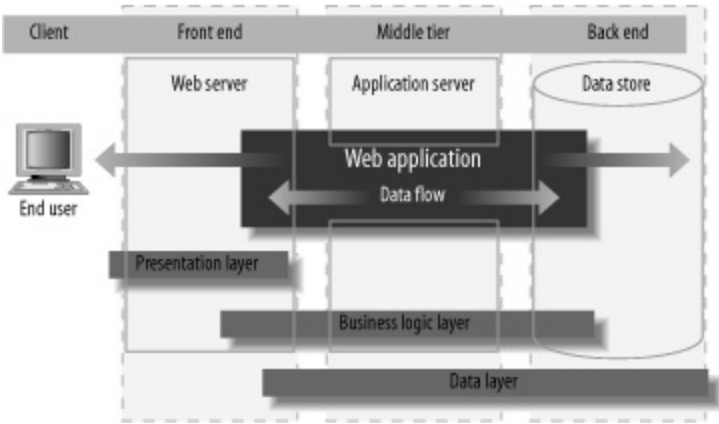 Client Front end Middle tier Back end
Web server Application server Data store
Web application
Data flow
End user
Presentation layer
Business logic layer
Data layer